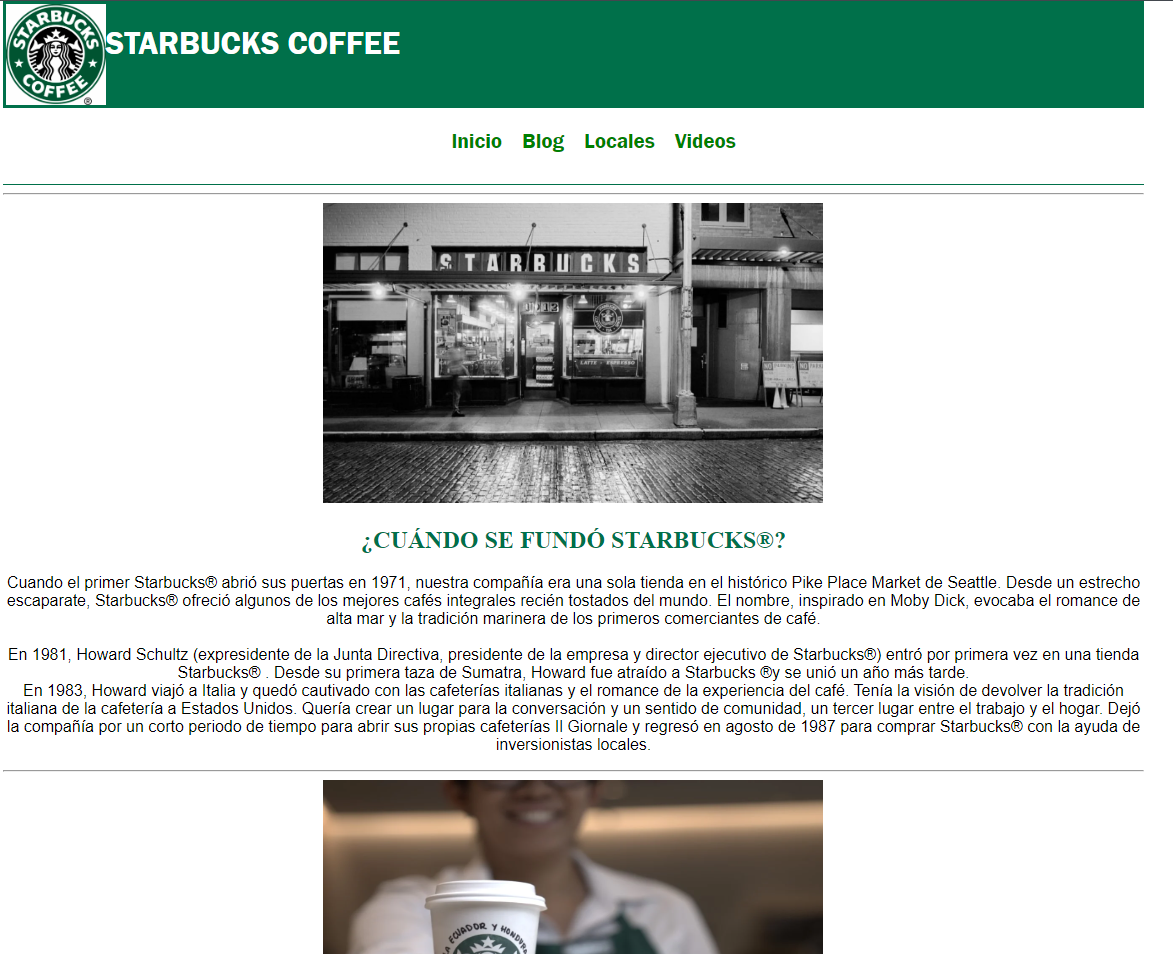 STARBUCKS
COFFEE
®
STARBUCKS COFFEE
Inicio Blog Locales Videos
STARBUCKS
1912
LATTE - ESPRESSO
¿CUÁNDO SE FUNDÓ STARBUCKS®?
Cuando el primer Starbucks® abrió sus puertas en 1971, nuestra compañía era una sola tienda en el histórico Pike Place Market de Seattle. Desde un estrecho
escaparate, Starbucks® ofreció algunos de los mejores cafés integrales recién tostados del mundo. El nombre, inspirado en Moby Dick, evocaba el romance de
alta mar y la tradición marinera de los primeros comerciantes de café.
En 1981, Howard Schultz (expresidente de la Junta Directiva, presidente de la empresa y director ejecutivo de Starbucks®) entró por primera vez en una tienda
Starbucks® . Desde su primera taza de Sumatra, Howard fue atraído a Starbucks ®y se unió un año más tarde.
En 1983, Howard viajó a Italia y quedó cautivado con las cafeterías italianas y el romance de la experiencia del café. Tenía la visión de devolver la tradición
italiana de la cafetería a Estados Unidos. Quería crear un lugar para la conversación y un sentido de comunidad, un tercer lugar entre el trabajo y el hogar. Dejó
la compañía por un corto periodo de tiempo para abrir sus propias cafeterías II Giornale y regresó en agosto de 1987 para comprar Starbucks® con la ayuda de
inversionistas locales.
ECUADOR Y HONDURA